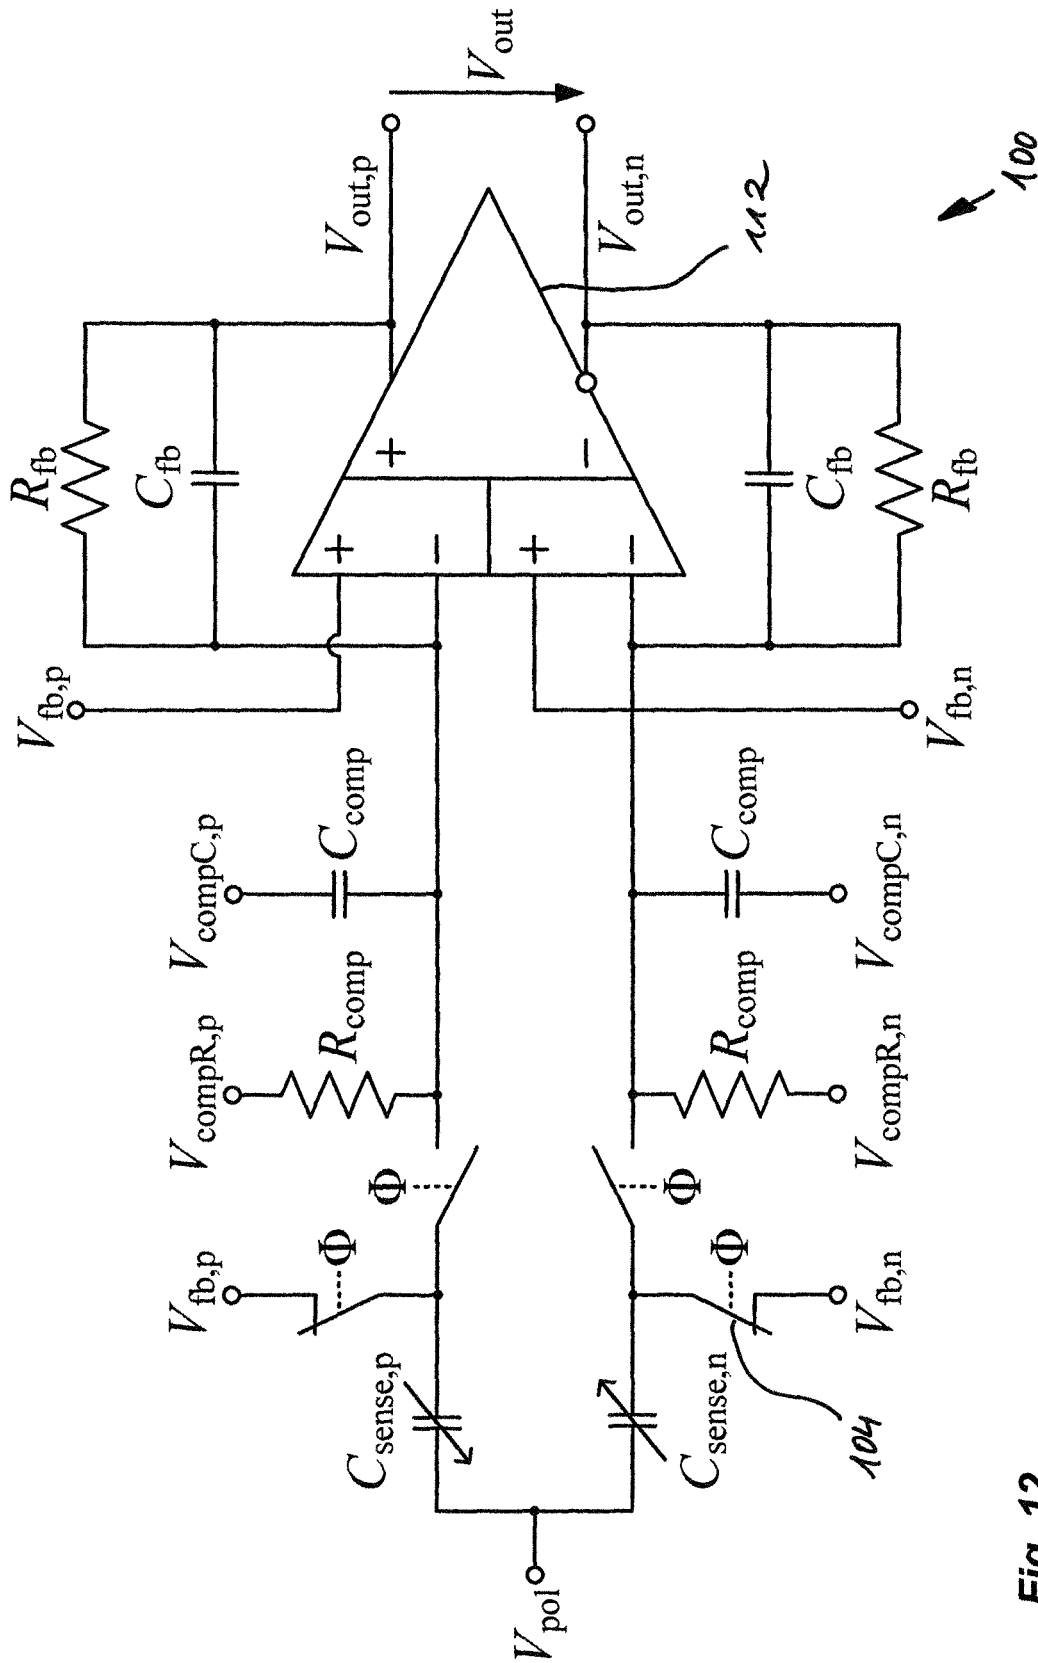 V_out
V_out,p
V_out,n
112
100
R_fb
C_fb
+
−
+
−
+
−
C_fb
R_fb
V_fb,p
V_fb,n
V_compC,p
C_comp
C_comp
V_compC,n
V_compR,p
R_comp
R_comp
V_compR,n
Φ
Φ
V_fb,p
Φ
Φ
V_fb,n
C_sense,p
C_sense,n
104
V_pol
Fig. 12